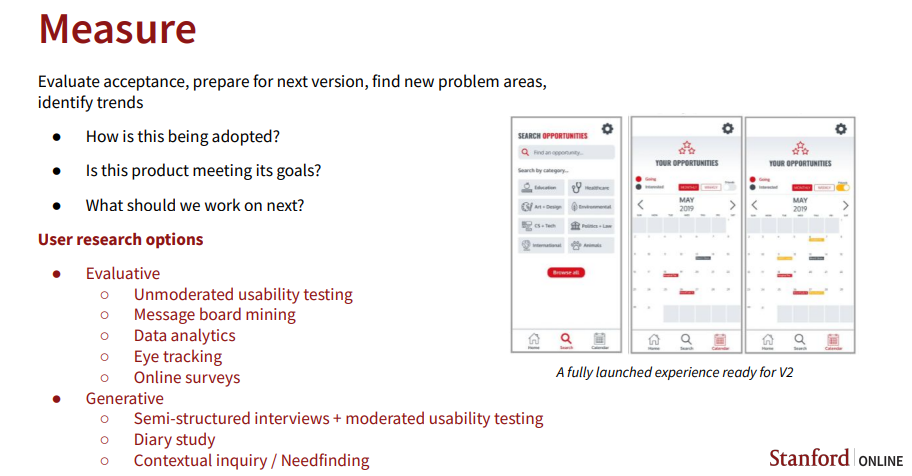 Measure
Evaluate acceptance, prepare for next version, find new problem areas,
identify trends
● How is this being adopted?
● Is this product meeting its goals?
● What should we work on next?
User research options
● Evaluative
○ Unmoderated usability testing
○ Message board mining
○ Data analytics
○ Eye tracking
○ Online surveys
● Generative
○ Semi-structured interviews + moderated usability testing
○ Diary study
○ Contextual inquiry / Needfinding
SEARCH OPPORTUNITIES
Find an opportunity...
Search by category...
Education
Healthcare
Art + Design
Environmental
CS + Tech
Politics + Law
International
Animals
Browse all
Home
Search
Calendar
YOUR OPPORTUNITIES
Going
Interested
MONTHLY
WEEKLY
MAY
2019
Home
Search
Calendar
YOUR OPPORTUNITIES
Going
Interested
MONTHLY
WEEKLY
MAY
2019
Home
Search
Calendar
A fully launched experience ready for V2
Stanford ONLINE